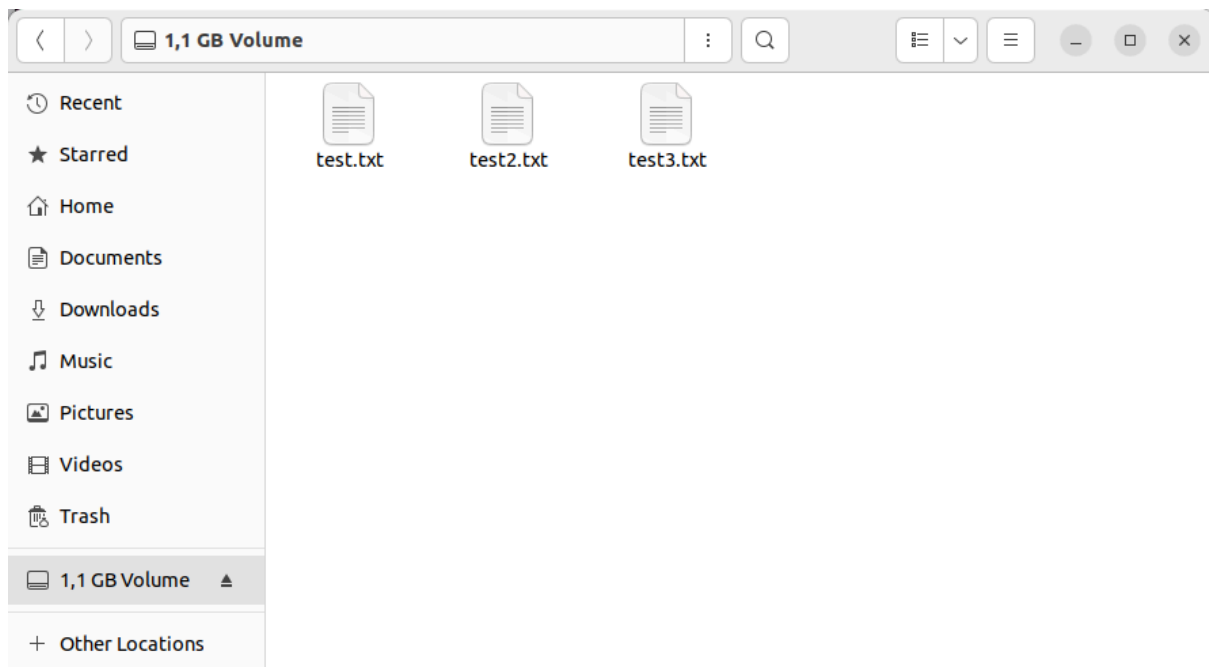 1,1 GB Volume
Recent
Starred
Home
Documents
Downloads
Music
Pictures
Videos
Trash
1,1 GB Volume
Other Locations
test.txt
test2.txt
test3.txt